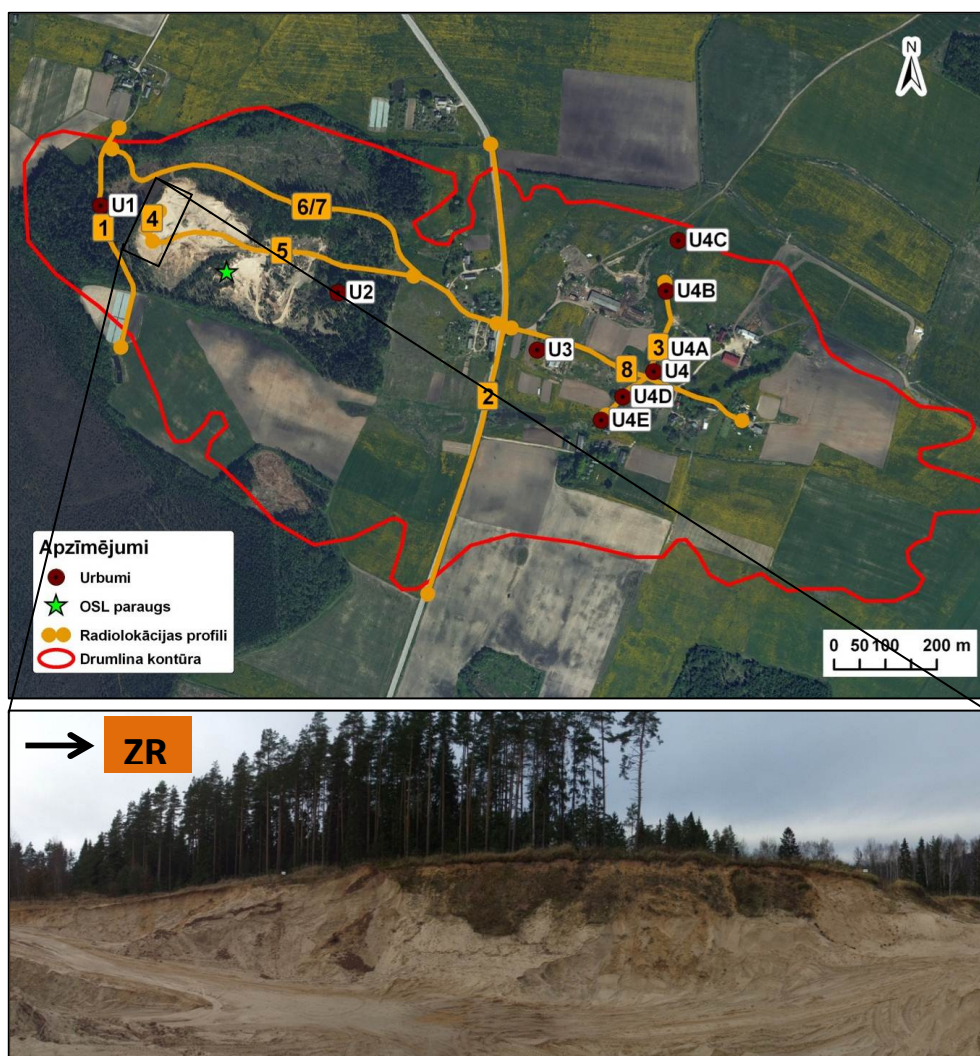 N
U1
1
4
6/7
5
U2
U4C
U4B
3
U4A
U3
8
U4
U4D
2
U4E
Apzīmējumi
Urbumi
OSL paraugs
Radiolokācijas profili
Drumlina kontūra
0 50 100 200 m
ZR